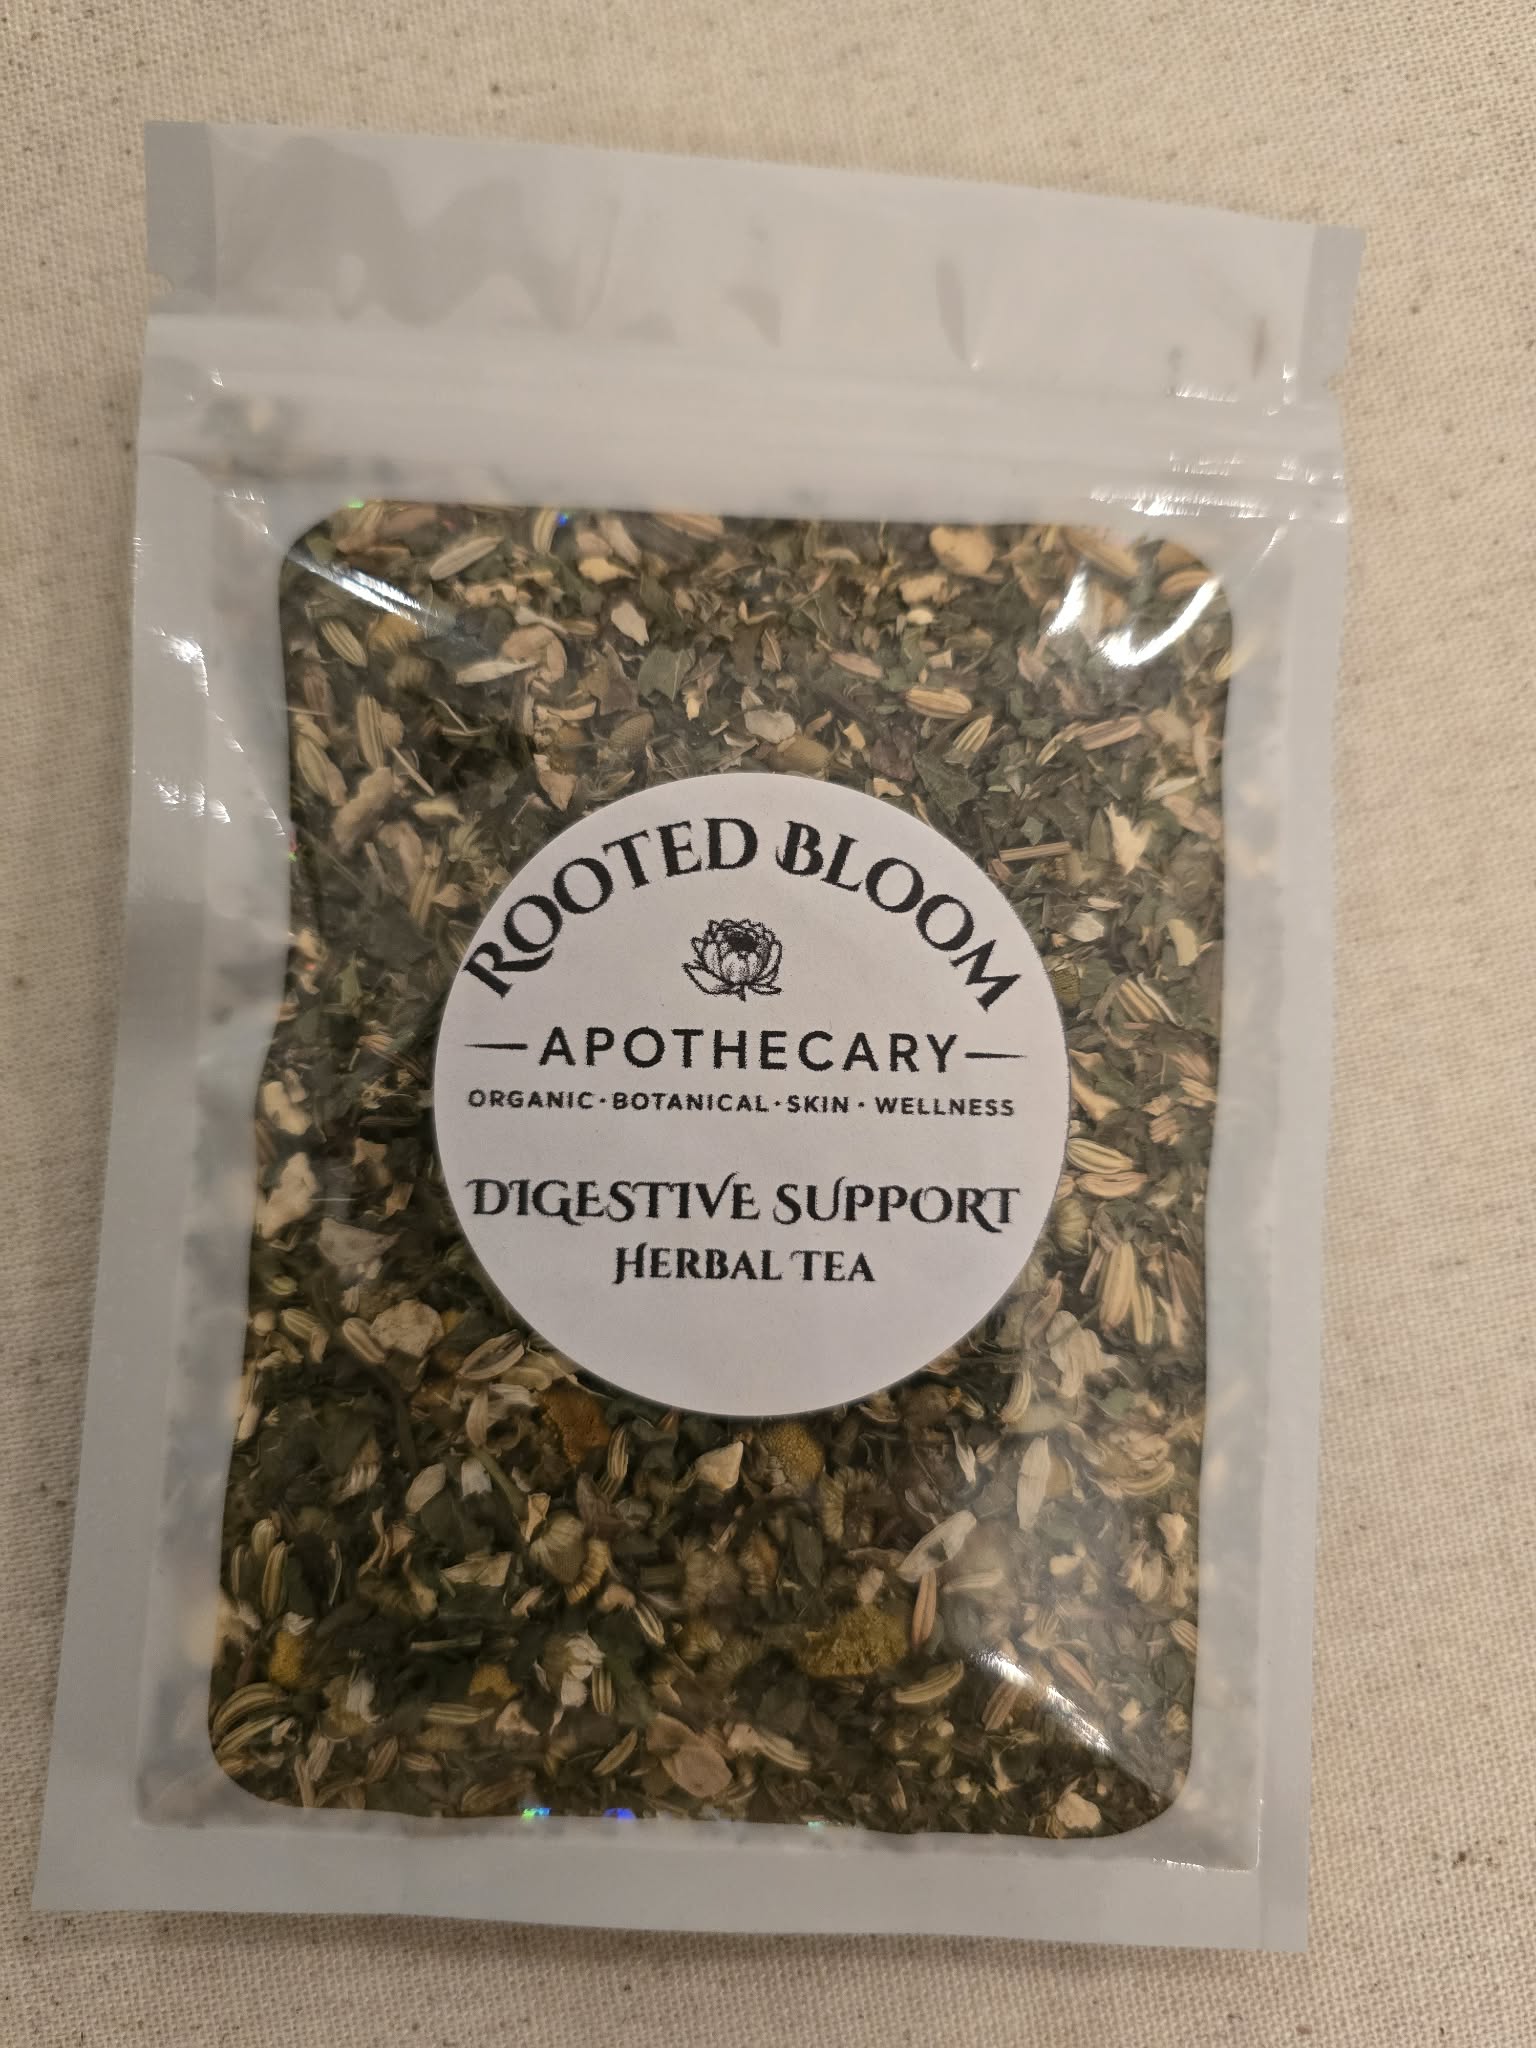 ROOTED BLOOM
APOTHECARY
ORGANIC · BOTANICAL · SKIN · WELLNESS
DIGESTIVE SUPPORT
HERBAL TEA